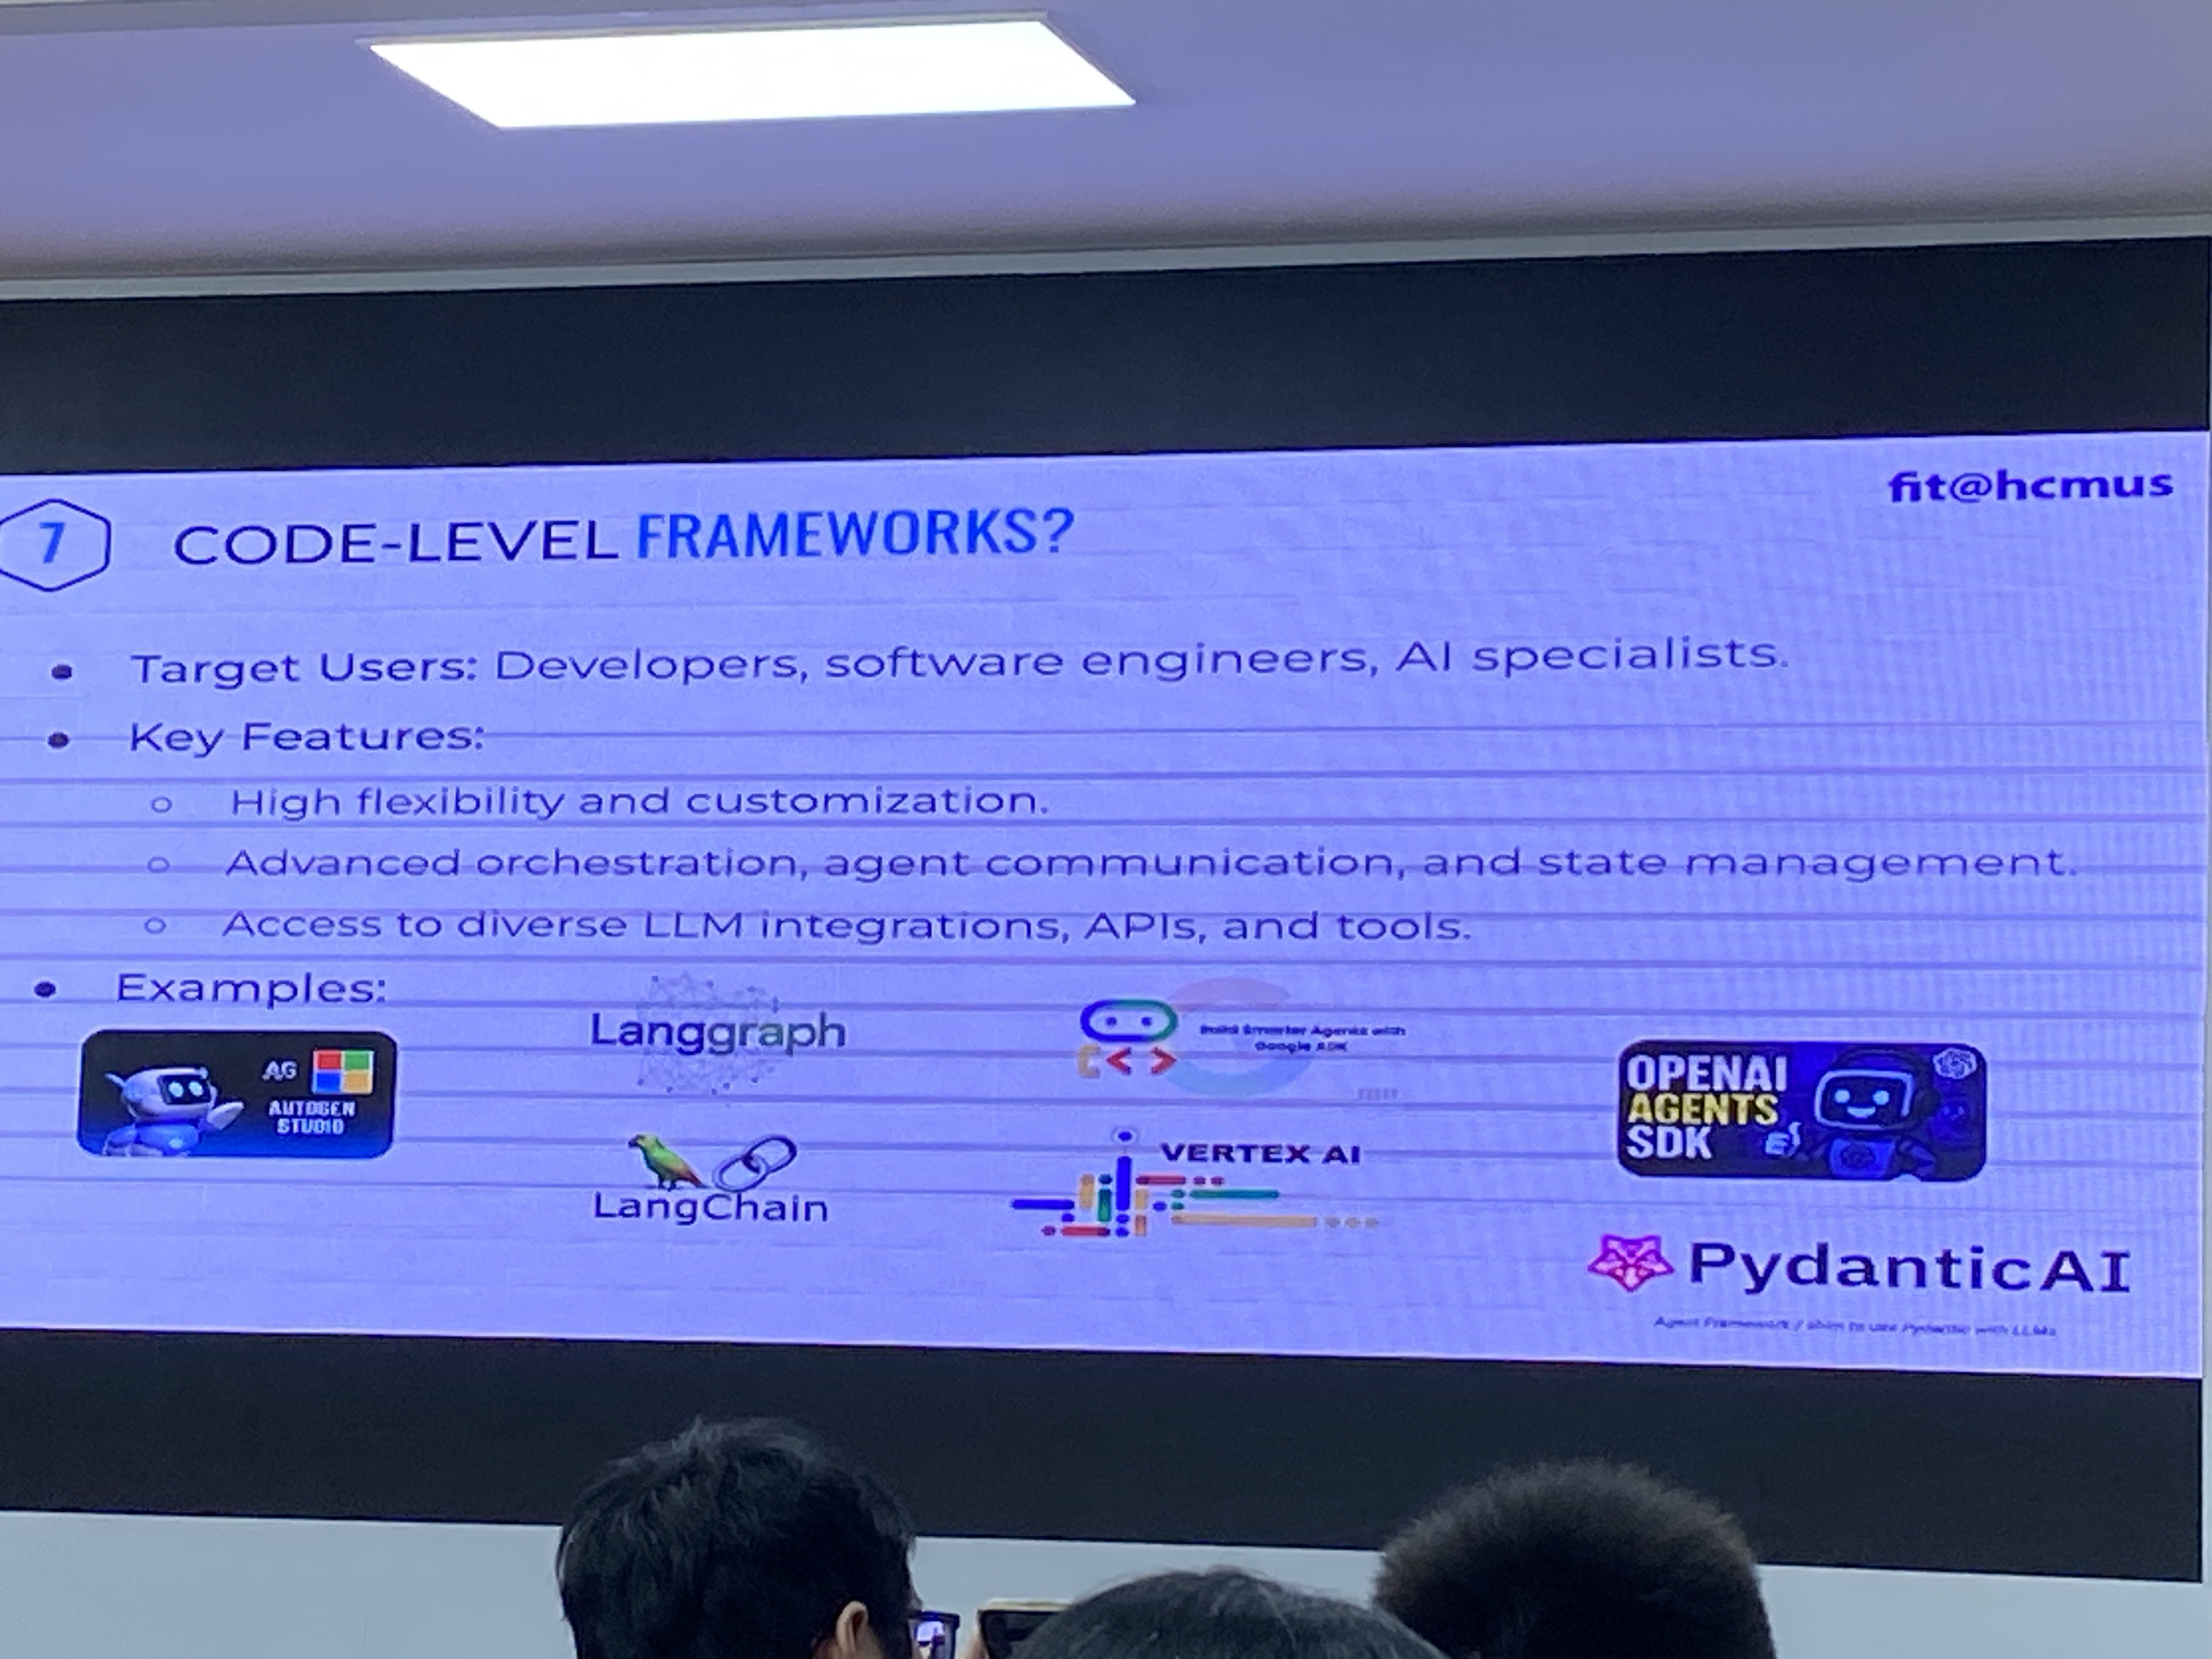 fit@hcmus
7
CODE-LEVEL FRAMEWORKS?
• Target Users: Developers, software engineers, AI specialists.
• Key Features:
○ High flexibility and customization.
○ Advanced orchestration, agent communication, and state management.
○ Access to diverse LLM integrations, APIs, and tools.
• Examples:
AG
AUTOGEN
STUDIO
Langgraph
LangChain
Build Smarter Agents with
Google ADK
VERTEX AI
OPENAI
AGENTS
SDK
PydanticAI
Agent Framework / shim to use Pydantic with LLMs